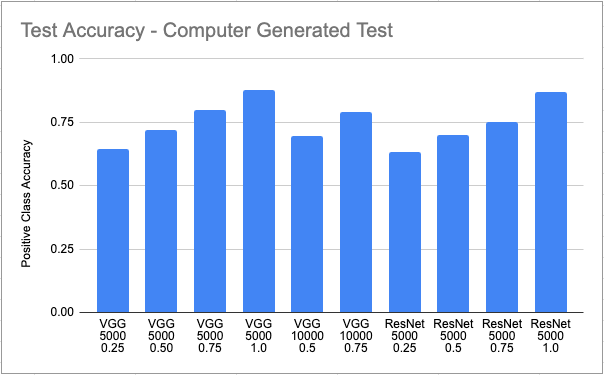 Test Accuracy - Computer Generated Test
Positive Class Accuracy
1.00
0.75
0.50
0.25
0.00
VGG
5000
0.25
VGG
5000
0.50
VGG
5000
0.75
VGG
5000
1.0
VGG
10000
0.5
VGG
10000
0.75
ResNet
5000
0.25
ResNet
5000
0.5
ResNet
5000
0.75
ResNet
5000
1.0